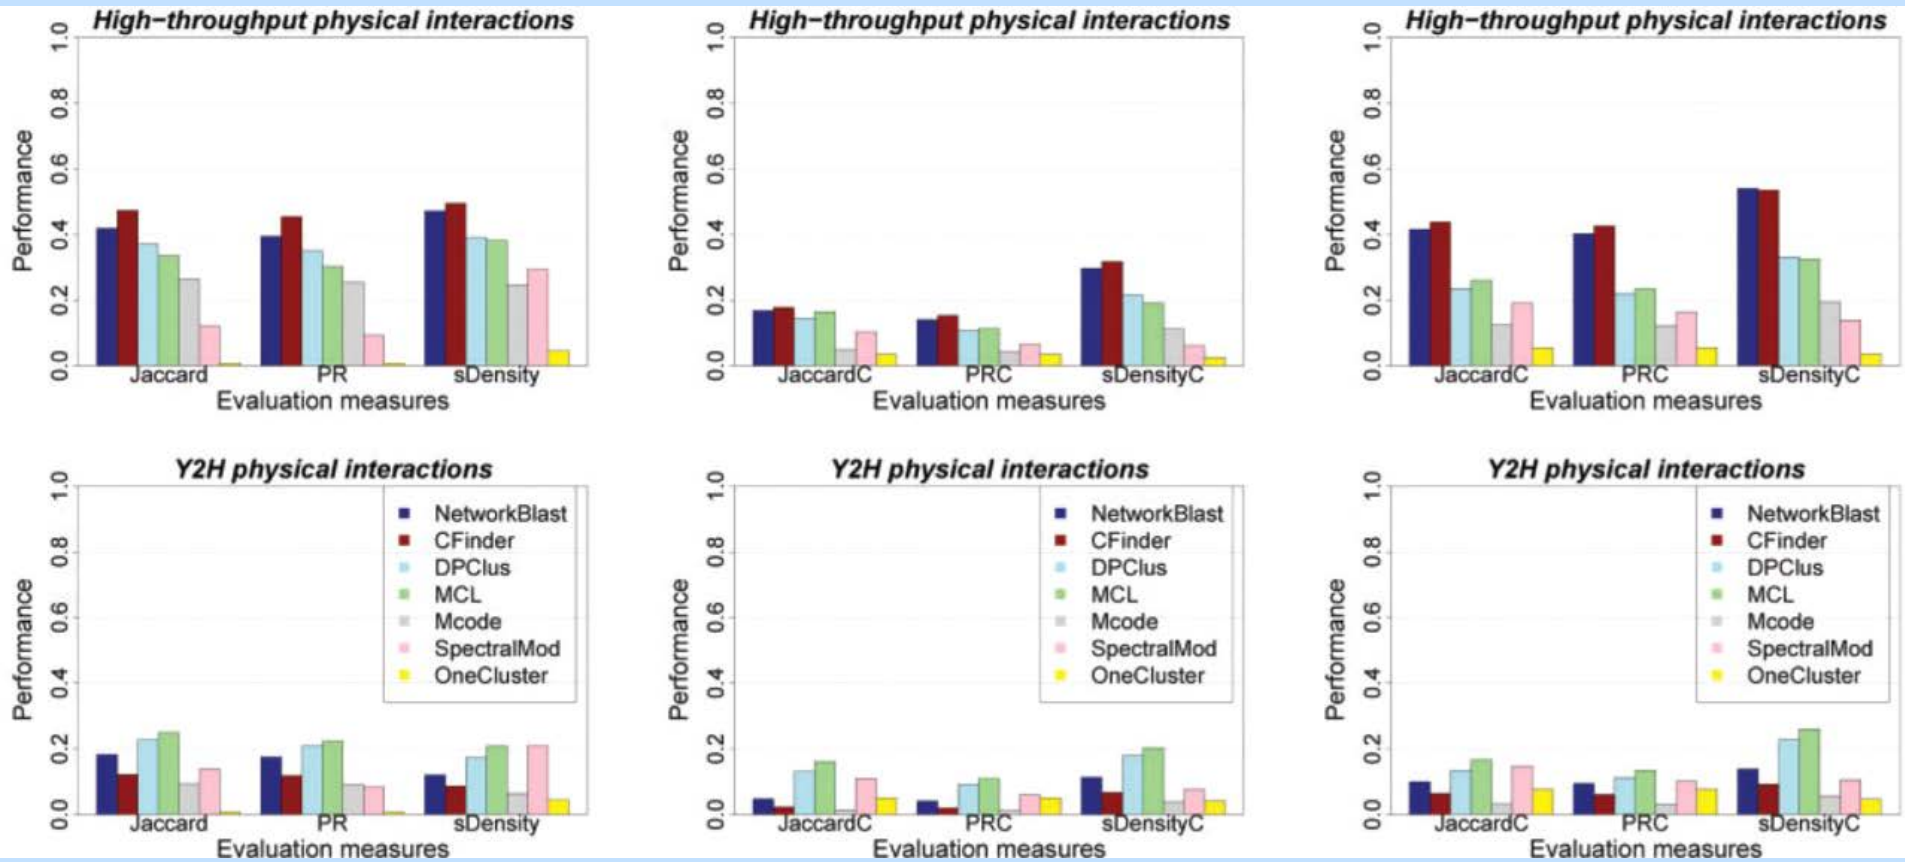 High−throughput physical interactions
1.0
0.8
0.6
0.4
0.2
0.0
Performance
Jaccard PR sDensity
Evaluation measures
High−throughput physical interactions
1.0
0.8
0.6
0.4
0.2
0.0
Performance
JaccardC PRC sDensityC
Evaluation measures
High−throughput physical interactions
1.0
0.8
0.6
0.4
0.2
0.0
Performance
JaccardC PRC sDensityC
Evaluation measures
Y2H physical interactions
1.0
0.8
0.6
0.4
0.2
0.0
Performance
NetworkBlast
CFinder
DPClus
MCL
Mcode
SpectralMod
OneCluster
Jaccard PR sDensity
Evaluation measures
Y2H physical interactions
1.0
0.8
0.6
0.4
0.2
0.0
Performance
NetworkBlast
CFinder
DPClus
MCL
Mcode
SpectralMod
OneCluster
JaccardC PRC sDensityC
Evaluation measures
Y2H physical interactions
1.0
0.8
0.6
0.4
0.2
0.0
Performance
NetworkBlast
CFinder
DPClus
MCL
Mcode
SpectralMod
OneCluster
JaccardC PRC sDensityC
Evaluation measures